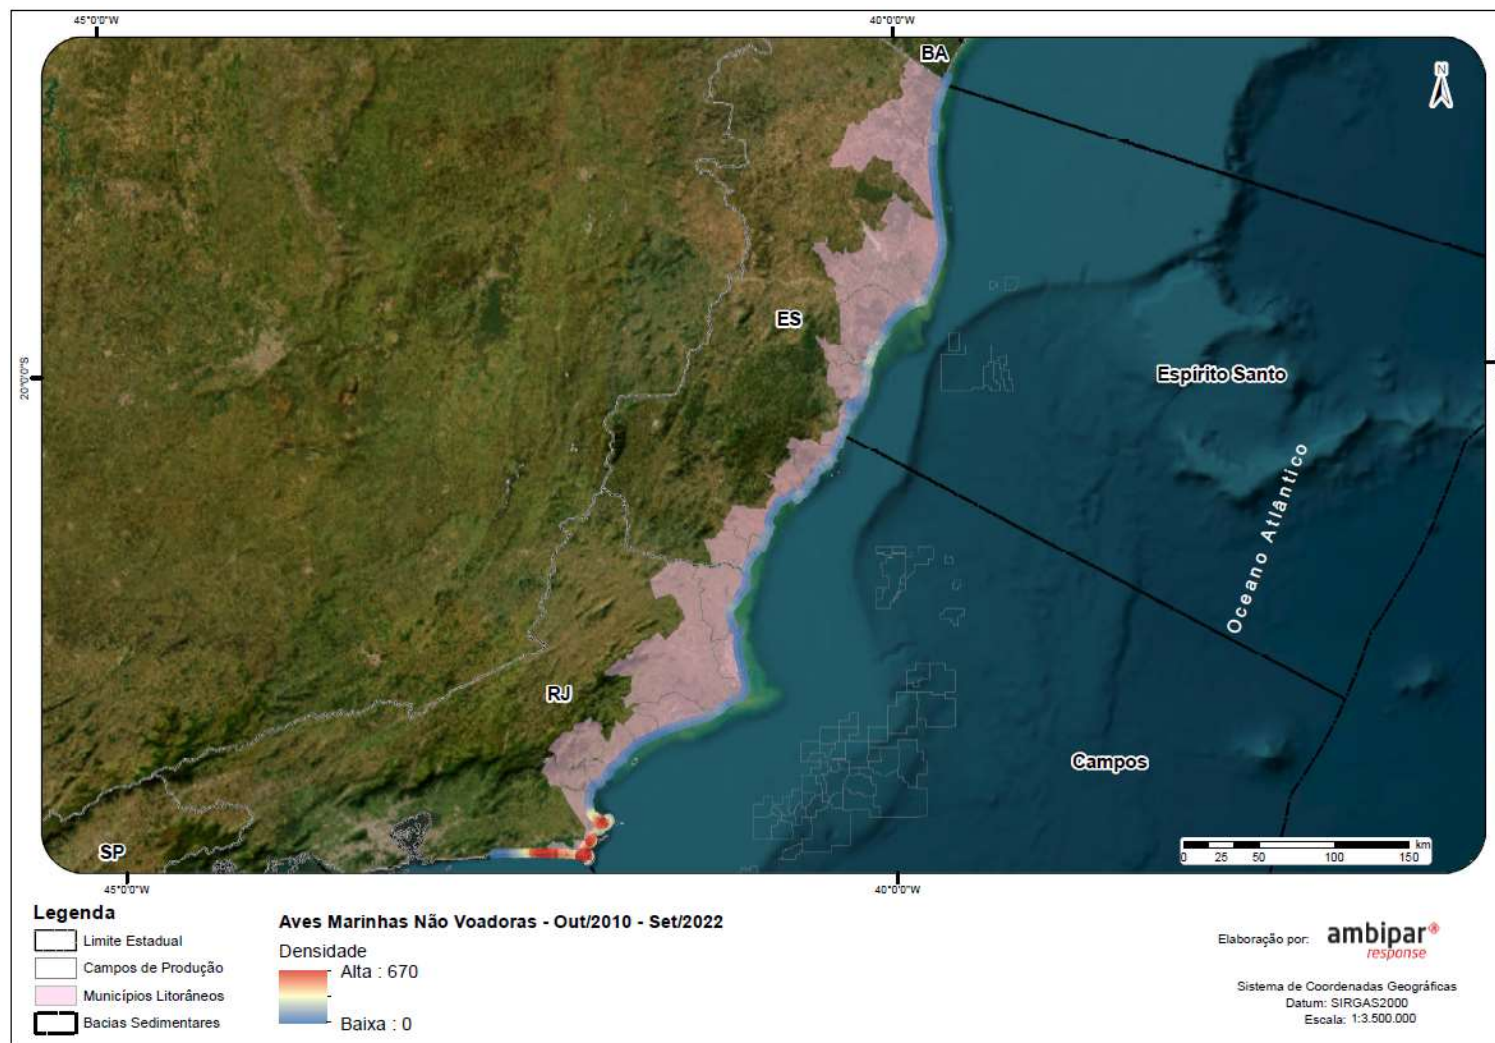 45°0'0"W
40°0'0"W
BA
N
ES
20°0'0"S
Espírito Santo
Oceano Atlântico
RJ
Campos
SP
km
0 25 50 100 150
45°0'0"W
40°0'0"W
Legenda
Limite Estadual
Campos de Produção
Municípios Litorâneos
Bacias Sedimentares
Aves Marinhas Não Voadoras - Out/2010 - Set/2022
Densidade
Alta : 670
Baixa : 0
Elaboração por:
ambipar®
response
Sistema de Coordenadas Geográficas
Datum: SIRGAS2000
Escala: 1:3.500.000